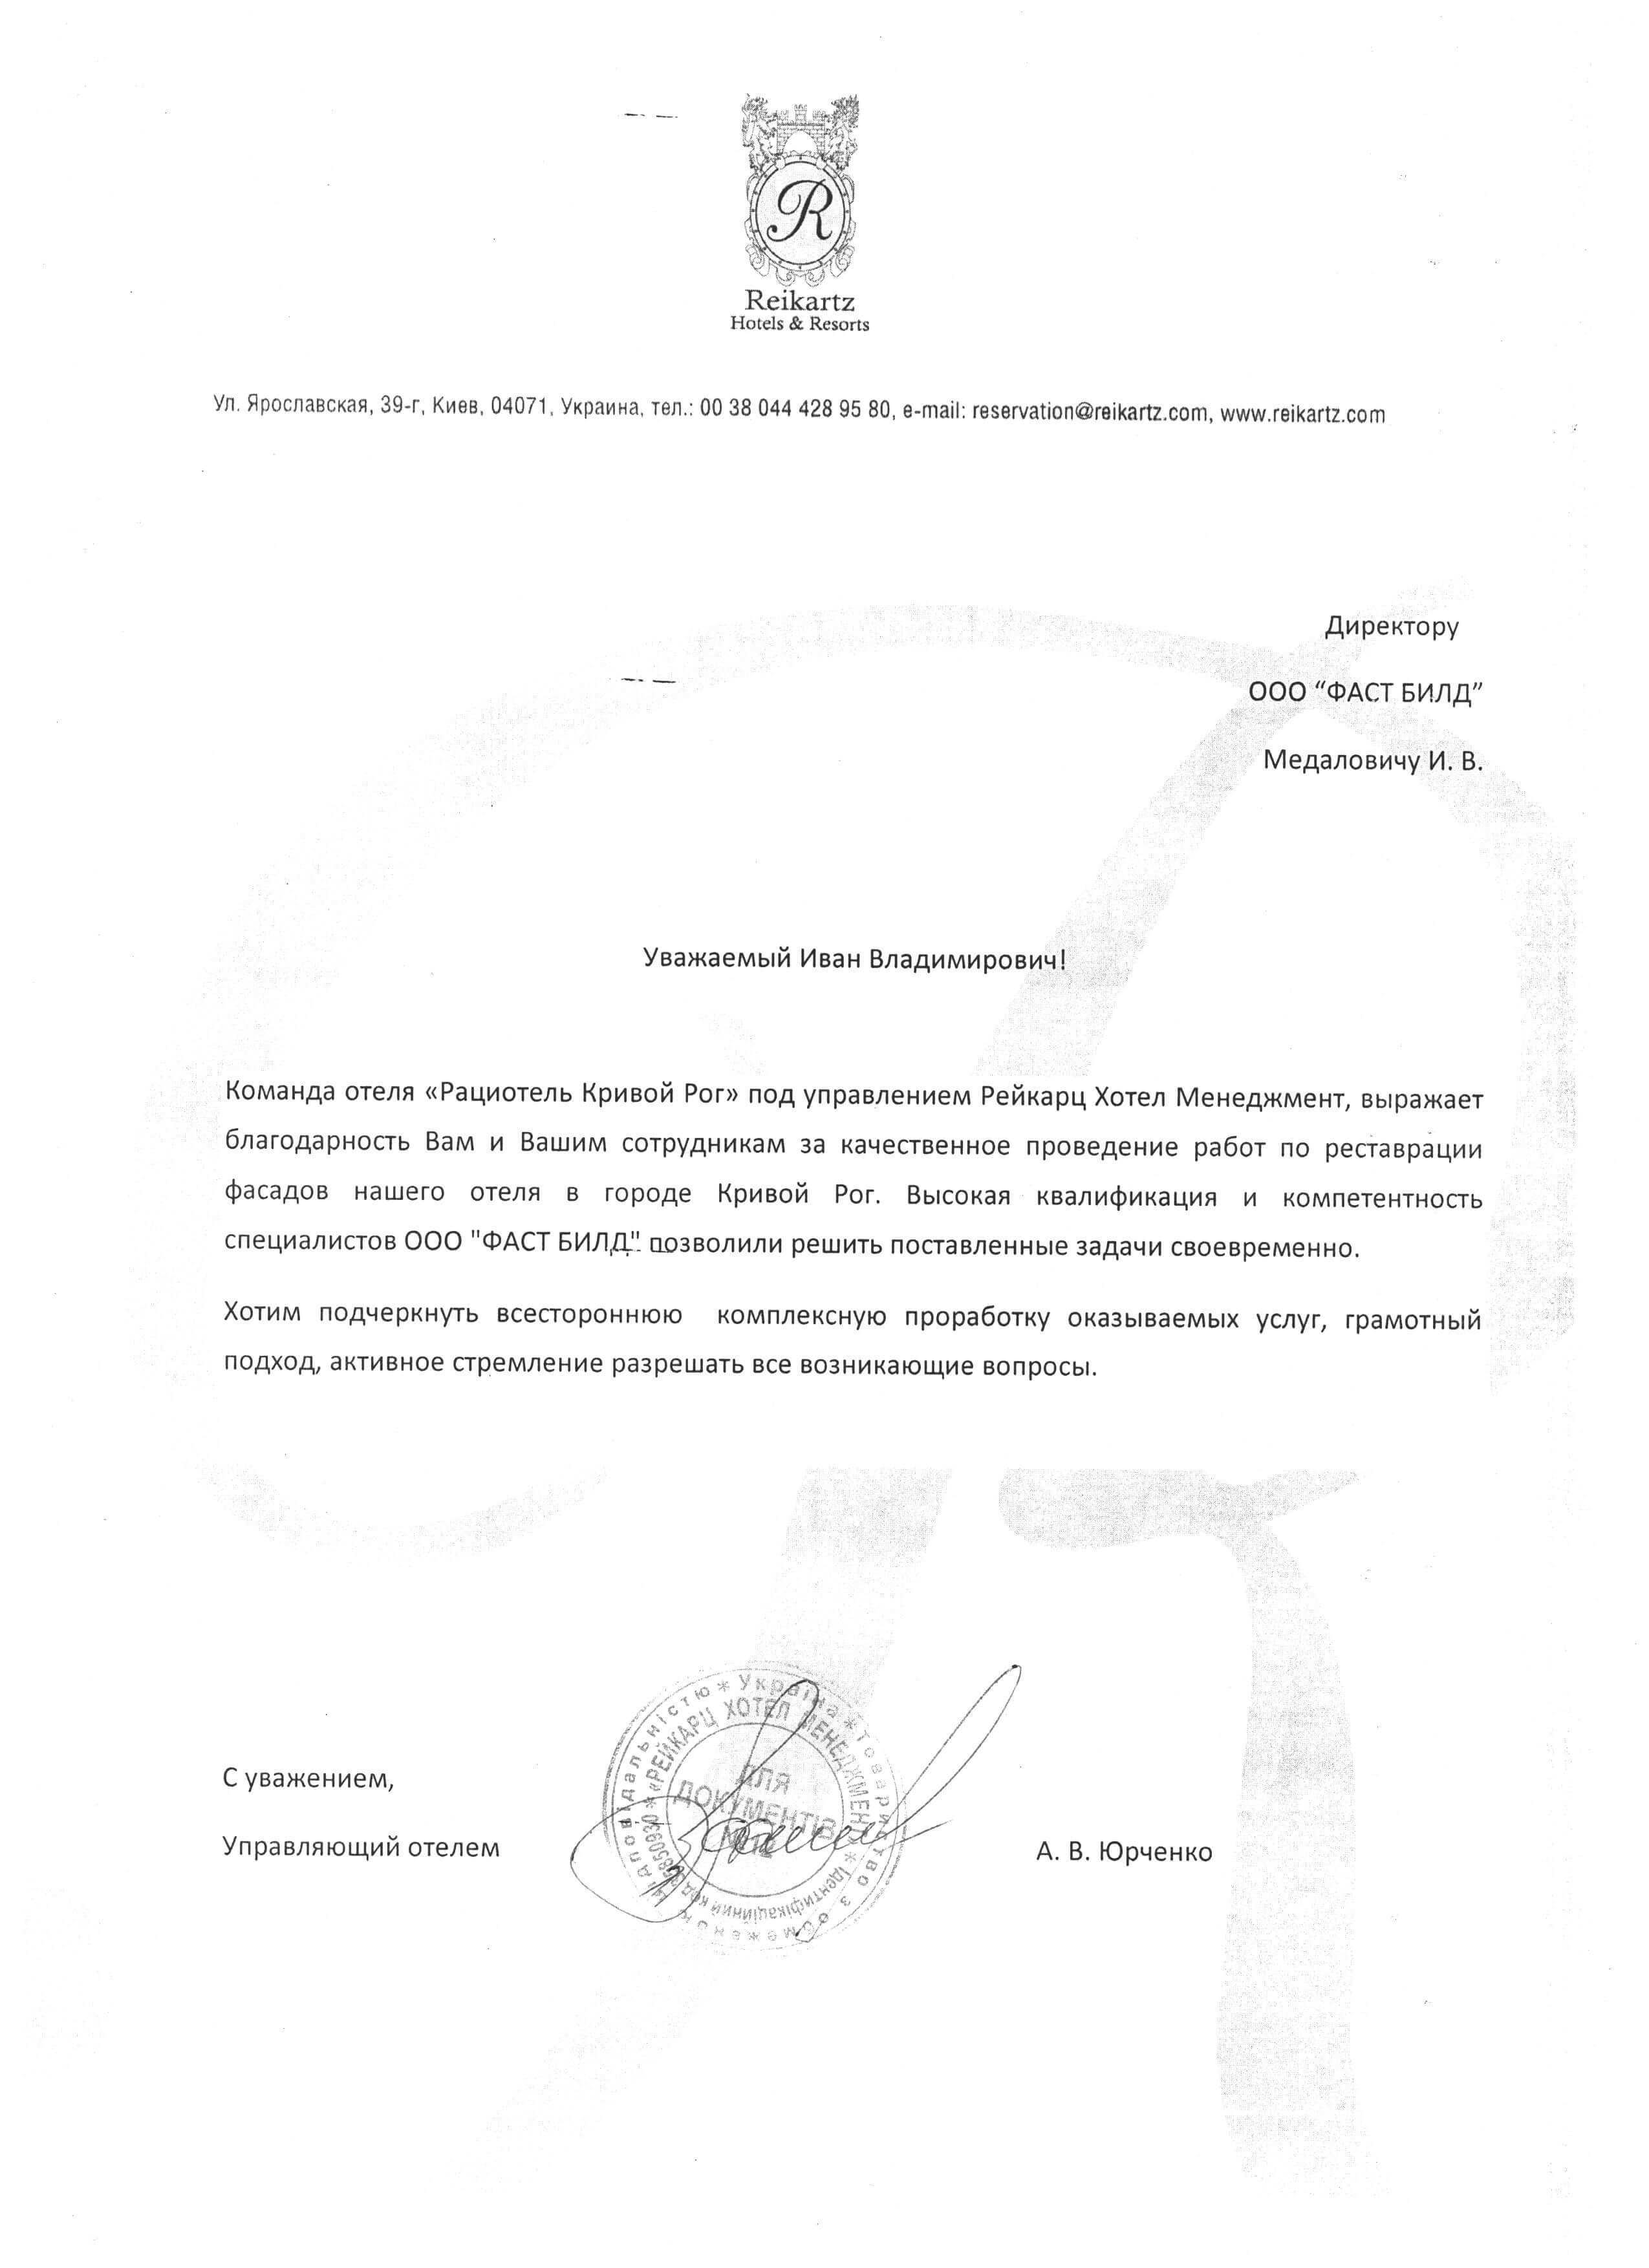 R
Reikartz
Hotels & Resorts
Ул. Ярославская, 39-г, Киев, 04071, Украина, тел.: 00 38 044 428 95 80, e-mail: reservation@reikartz.com, www.reikartz.com
Директору
ООО “ФАСТ БИЛД”
Медаловичу И. В.
Уважаемый Иван Владимирович!
Команда отеля «Рациотель Кривой Рог» под управлением Рейкарц Хотел Менеджмент, выражает
благодарность Вам и Вашим сотрудникам за качественное проведение работ по реставрации
фасадов нашего отеля в городе Кривой Рог. Высокая квалификация и компетентность
специалистов ООО "ФАСТ БИЛД" позволили решить поставленные задачи своевременно.
Хотим подчеркнуть всестороннюю комплексную проработку оказываемых услуг, грамотный
подход, активное стремление разрешать все возникающие вопросы.
С уважением,
Управляющий отелем
А. В. Юрченко
Україна * Товариство з обмеженою відповідальністю *
«РЕЙКАРЦ ХОТЕЛ МЕНЕДЖМЕНТ» * Ідентифікаційний код
ДЛЯ
ДОКУМЕНТІВ